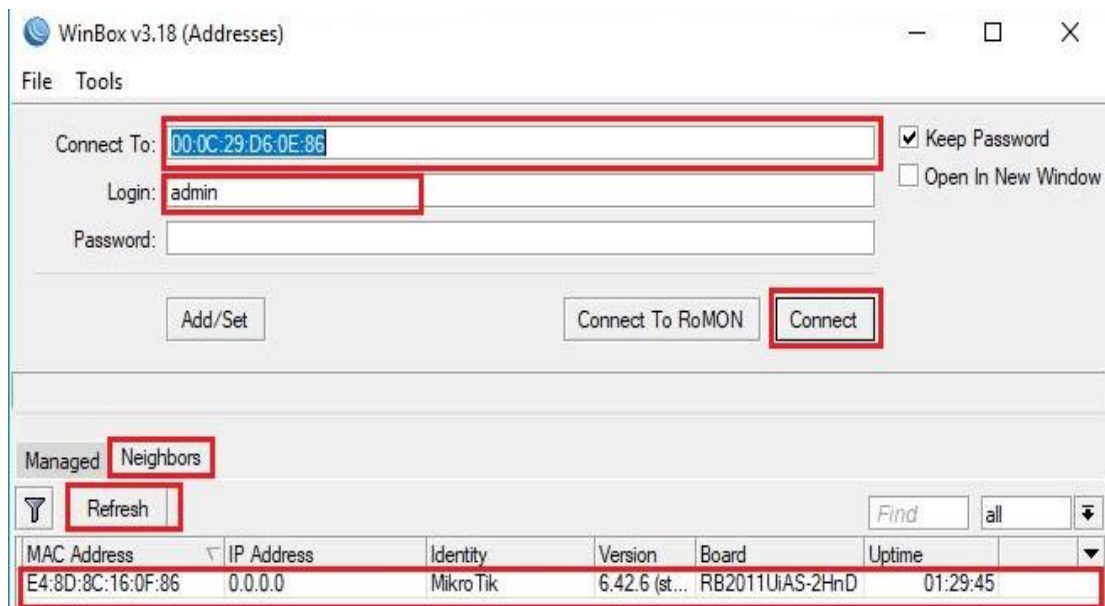 WinBox v3.18 (Addresses)
File Tools
Connect To: 00:0C:29:D6:0E:86
Keep Password
Login: admin
Open In New Window
Password:
Add/Set Connect To RoMON Connect
Managed Neighbors
Refresh Find all
MAC Address IP Address Identity Version Board Uptime
E4:8D:8C:16:0F:86 0.0.0.0 MikroTik 6.42.6 (st... RB2011UiAS-2HnD 01:29:45